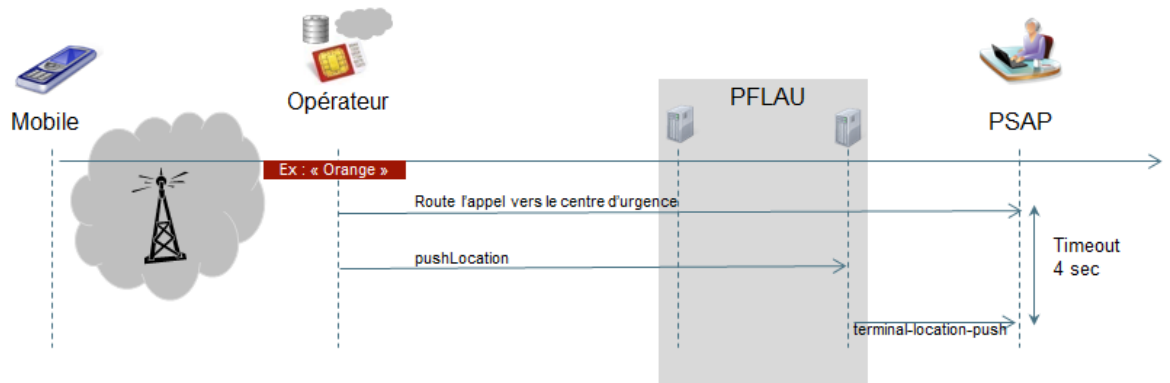 Mobile
Opérateur
PFLAU
PSAP
Ex : « Orange »
Route l'appel vers le centre d'urgence
pushLocation
Timeout
4 sec
terminal-location-push